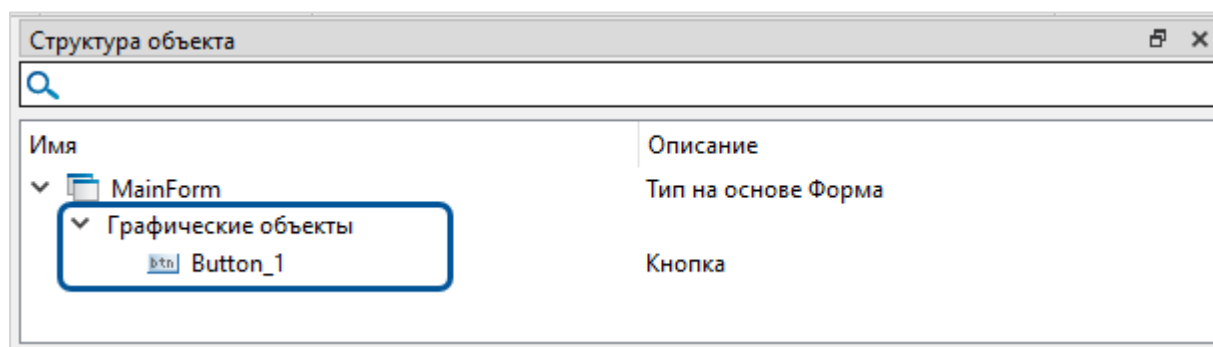 Структура объекта
Имя Описание
MainForm Тип на основе Форма
Графические объекты
btn Button_1 Кнопка